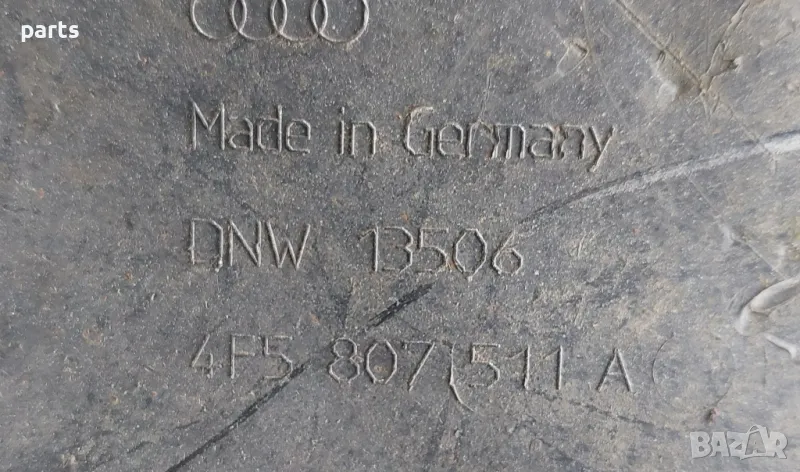 parts
Made in Germany
DNW 13506
4F5 807 511 A
BAZAR